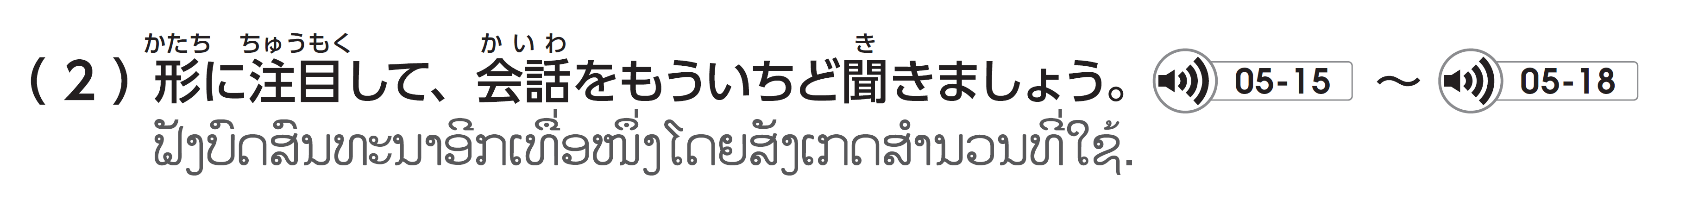 かたち ちゅうもく かいわ き
( 2 ) 形に注目して、会話をもういちど聞きましょう。 05-15 ～ 05-18
ຟັງບົດສົນທະນາອີກເທື່ອໜຶ່ງໂດຍສັງເກດສຳນວນທີ່ໃຊ້.